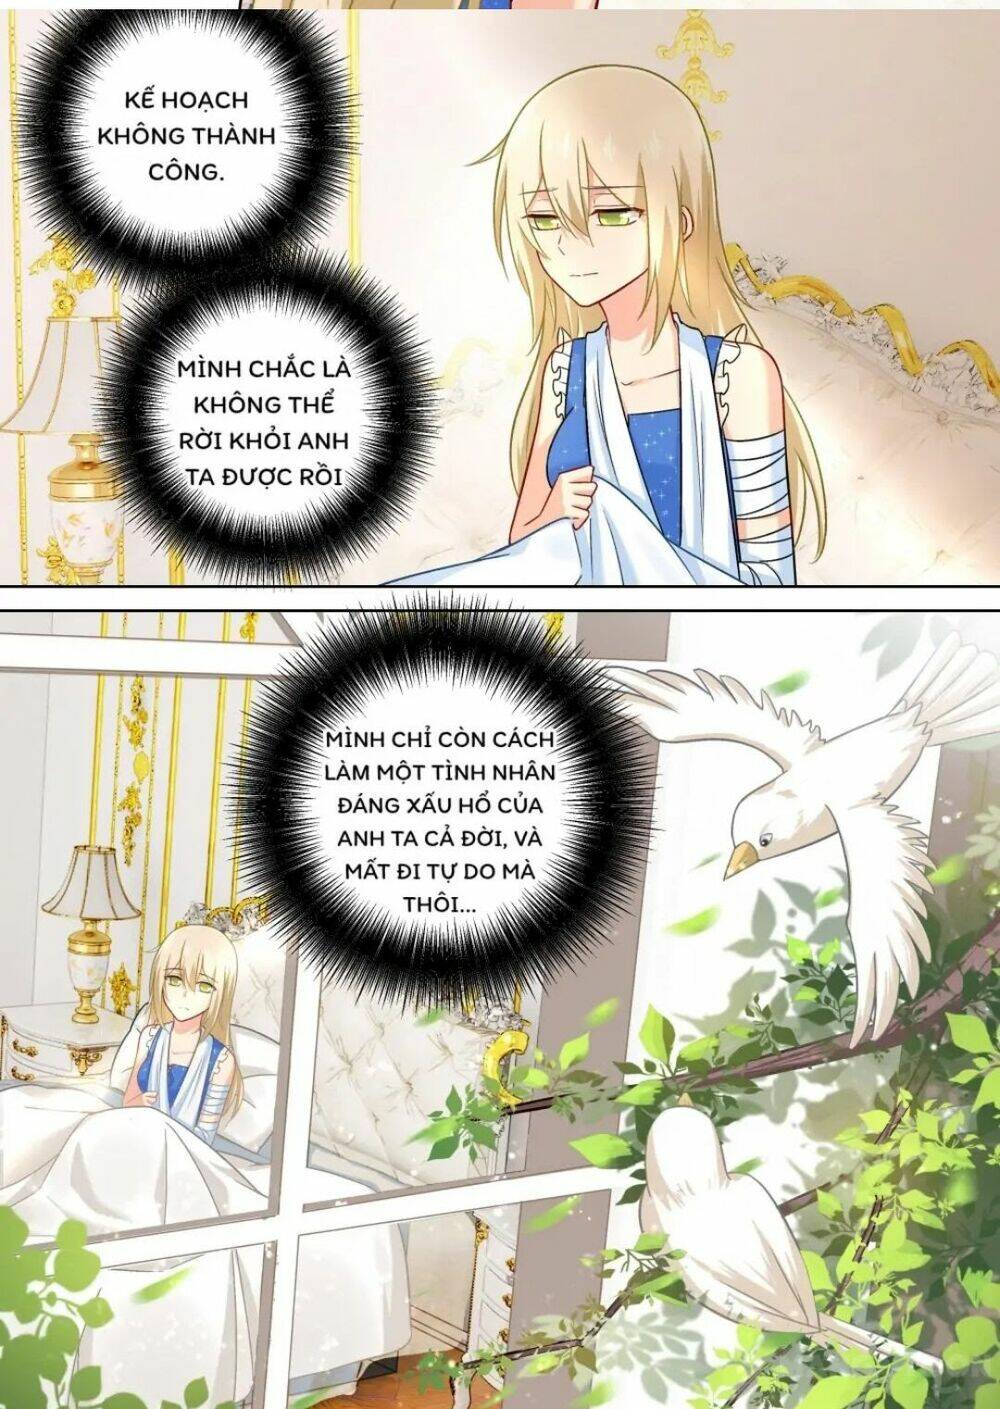 KẾ HOẠCH
KHÔNG THÀNH
CÔNG.
MÌNH CHẮC LÀ
KHÔNG THỂ
RỜI KHỎI ANH
TA ĐƯỢC RỒI
MÌNH CHỈ CÒN CÁCH
LÀM MỘT TÌNH NHÂN
ĐÁNG XẤU HỔ CỦA
ANH TA CẢ ĐỜI, VÀ
MẤT ĐI TỰ DO MÀ
THÔI...